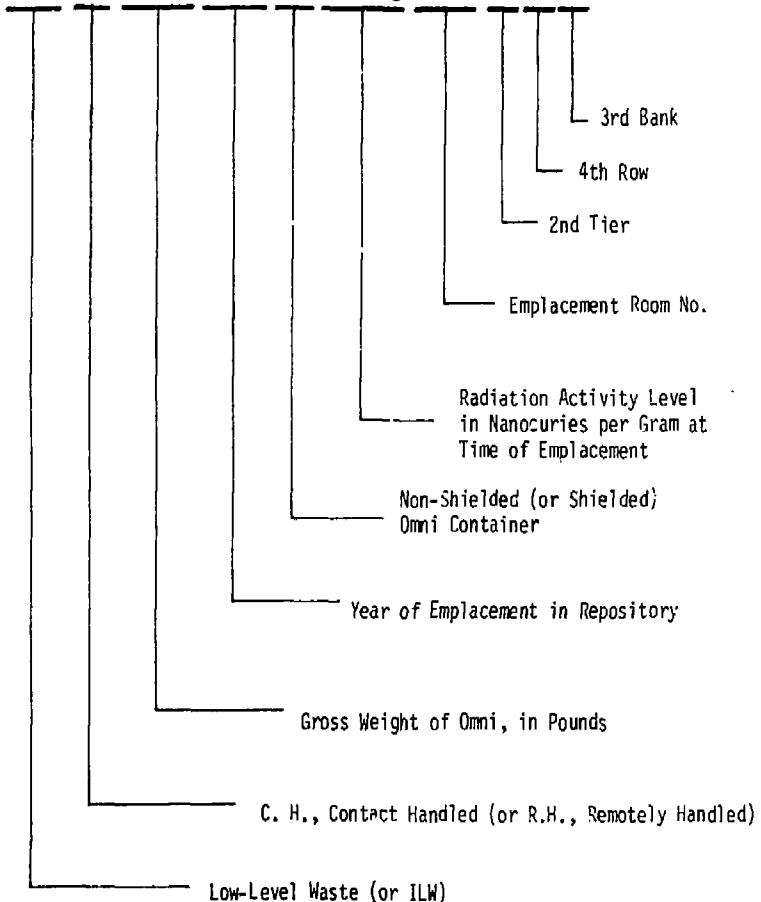 3rd Bank
4th Row
2nd Tier
Emplacement Room No.
Radiation Activity Level
in Nanocuries per Gram at
Time of Emplacement
Non-Shielded (or Shielded)
Omni Container
Year of Emplacement in Repository
Gross Weight of Omni, in Pounds
C. H., Contact Handled (or R.H., Remotely Handled)
Low-Level Waste (or ILW)